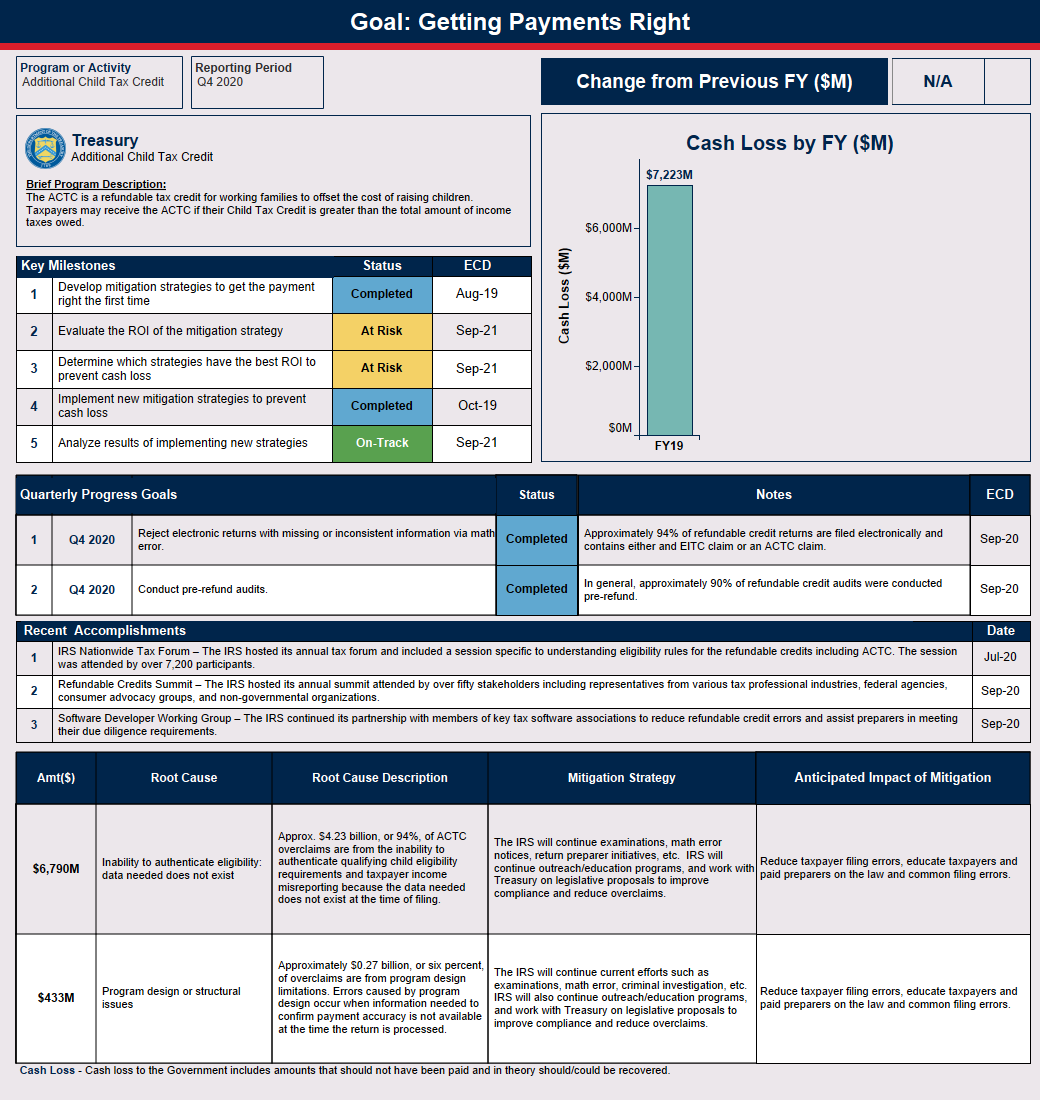 Goal: Getting Payments Right
Program or Activity
Additional Child Tax Credit
Reporting Period
Q4 2020
Change from Previous FY ($M)
N/A
Treasury
Additional Child Tax Credit
Brief Program Description:
The ACTC is a refundable tax credit for working families to offset the cost of raising children.
Taxpayers may receive the ACTC if their Child Tax Credit is greater than the total amount of income
taxes owed.
Cash Loss by FY ($M)
$7,223M
Cash Loss ($M)
$6,000M
$4,000M
$2,000M
$0M
FY19
Key Milestones Status ECD
1 Develop mitigation strategies to get the payment
right the first time Completed Aug-19
2 Evaluate the ROI of the mitigation strategy At Risk Sep-21
3 Determine which strategies have the best ROI to
prevent cash loss At Risk Sep-21
4 Implement new mitigation strategies to prevent
cash loss Completed Oct-19
5 Analyze results of implementing new strategies On-Track Sep-21
Quarterly Progress Goals Status Notes ECD
1 Q4 2020 Reject electronic returns with missing or inconsistent information via math
error.
Completed
Approximately 94% of refundable credit returns are filed electronically and
contains either and EITC claim or an ACTC claim.
Sep-20
2 Q4 2020 Conduct pre-refund audits.
Completed
In general, approximately 90% of refundable credit audits were conducted
pre-refund.
Sep-20
Recent Accomplishments Date
1 IRS Nationwide Tax Forum – The IRS hosted its annual tax forum and included a session specific to understanding eligibility rules for the refundable credits including ACTC. The session
was attended by over 7,200 participants.
Jul-20
2 Refundable Credits Summit – The IRS hosted its annual summit attended by over fifty stakeholders including representatives from various tax professional industries, federal agencies,
consumer advocacy groups, and non-governmental organizations.
Sep-20
3 Software Developer Working Group – The IRS continued its partnership with members of key tax software associations to reduce refundable credit errors and assist preparers in meeting
their due diligence requirements.
Sep-20
Amt($) Root Cause Root Cause Description Mitigation Strategy Anticipated Impact of Mitigation
$6,790M
Inability to authenticate eligibility:
data needed does not exist
Approx. $4.23 billion, or 94%, of ACTC
overclaims are from the inability to
authenticate qualifying child eligibility
requirements and taxpayer income
misreporting because the data needed
does not exist at the time of filing.
The IRS will continue examinations, math error
notices, return preparer initiatives, etc. IRS will
continue outreach/education programs, and work with
Treasury on legislative proposals to improve
compliance and reduce overclaims.
Reduce taxpayer filing errors, educate taxpayers and
paid preparers on the law and common filing errors.
$433M
Program design or structural
issues
Approximately $0.27 billion, or six percent,
of overclaims are from program design
limitations. Errors caused by program
design occur when information needed to
confirm payment accuracy is not available
at the time the return is processed.
The IRS will continue current efforts such as
examinations, math error, criminal investigation, etc.
IRS will also continue outreach/education programs,
and work with Treasury on legislative proposals to
improve compliance and reduce overclaims.
Reduce taxpayer filing errors, educate taxpayers and
paid preparers on the law and common filing errors.
Cash Loss - Cash loss to the Government includes amounts that should not have been paid and in theory should/could be recovered.